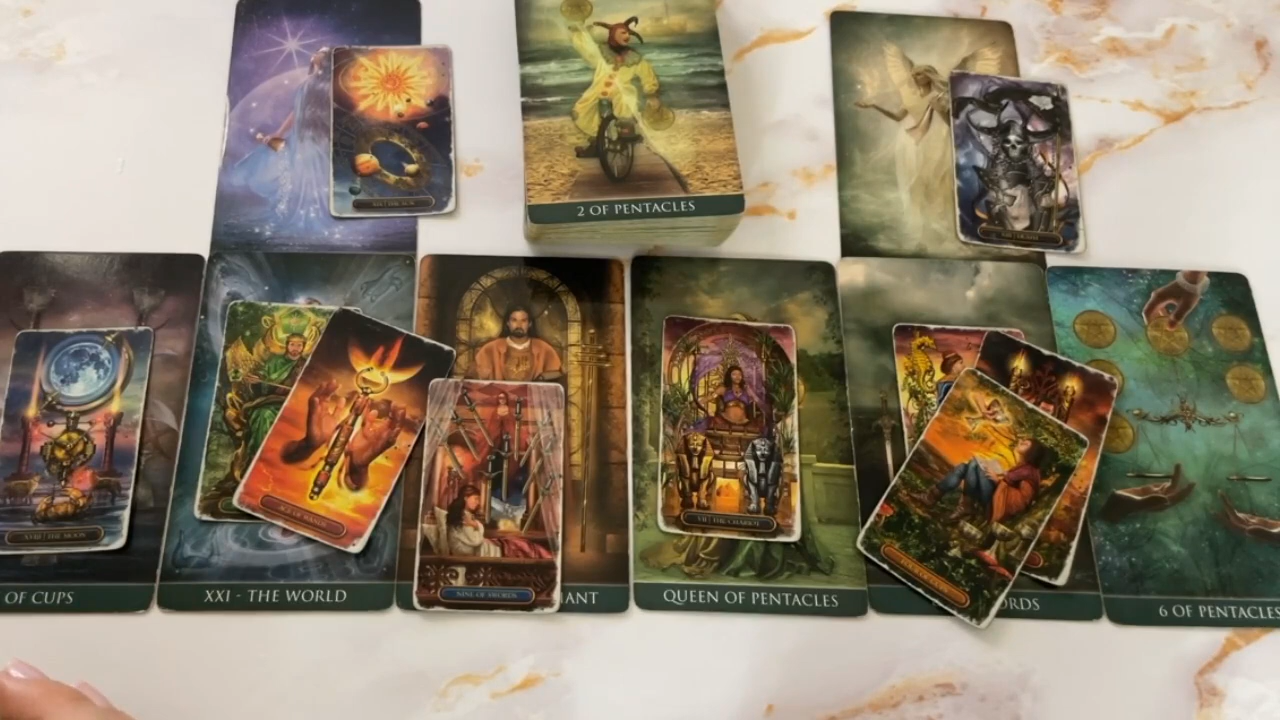 2 OF PENTACLES
OF CUPS
XVIII | THE MOON
XXI - THE WORLD
ACE OF WANDS
NINE OF SWORDS
IANT
QUEEN OF PENTACLES
VII | THE CHARIOT
ORDS
6 OF PENTACLES